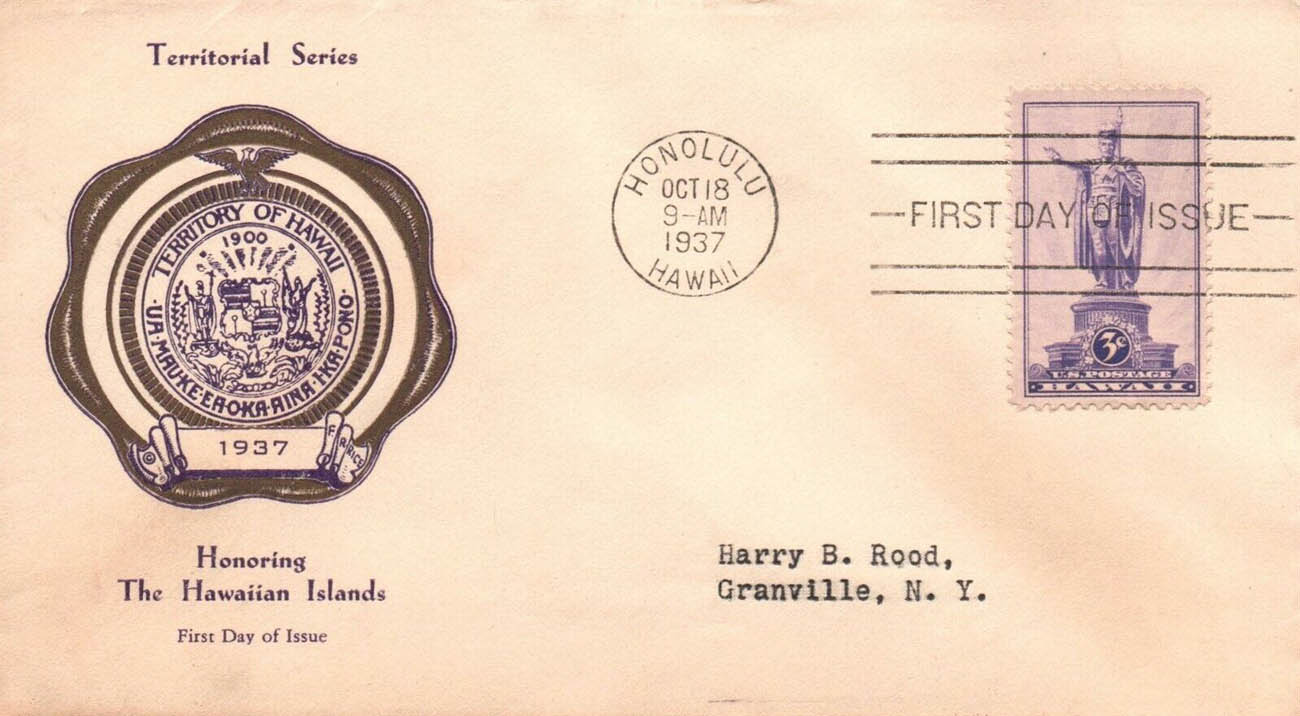 Territorial Series
TERRITORY OF HAWAII
1900
UA·MAU·KE·EA·O·KA·AINA·I·KA·PONO·
1937
©
F.R.RICE
Honoring
The Hawaiian Islands
First Day of Issue
HONOLULU
OCT 18
9-AM
1937
HAWAII
—FIRST DAY OF ISSUE—
3¢
U.S. POSTAGE
·HAWAII·
Harry B. Rood,
Granville, N. Y.